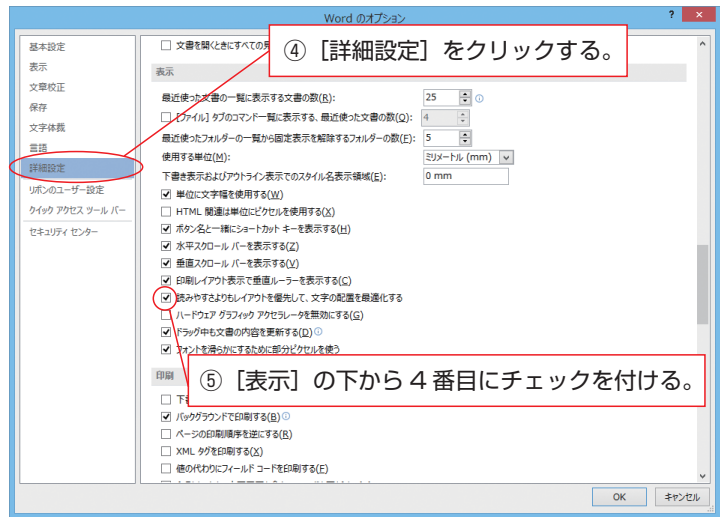 Word のオプション
? ×
基本設定
表示
文章校正
保存
文字体裁
言語
詳細設定
リボンのユーザー設定
クイック アクセス ツール バー
セキュリティ センター
文書を開くときにすべての
④［詳細設定］をクリックする。
表示
最近使った文書の一覧に表示する文書の数(R): 25
[ファイル] タブのコマンド一覧に表示する、最近使った文書の数(Q): 4
最近使ったフォルダーの一覧から固定表示を解除するフォルダーの数(F): 5
使用する単位(M): ミリメートル (mm)
下書き表示およびアウトライン表示でのスタイル名表示領域(E): 0 mm
単位に文字幅を使用する(W)
HTML 関連は単位にピクセルを使用する(X)
ボタン名と一緒にショートカット キーを表示する(H)
水平スクロール バーを表示する(Z)
垂直スクロール バーを表示する(V)
印刷レイアウト表示で垂直ルーラーを表示する(C)
読みやすさよりもレイアウトを優先して、文字の配置を最適化する
ハードウェア グラフィック アクセラレータを無効にする(G)
ドラッグ中も文書の内容を更新する(D)
フォントを滑らかにするために部分ピクセルを使う
印刷
⑤［表示］の下から 4 番目にチェックを付ける。
下
バックグラウンドで印刷する(B)
ページの印刷順序を逆にする(R)
XML タグを印刷する(X)
値の代わりにフィールド コードを印刷する(F)
OK キャンセル